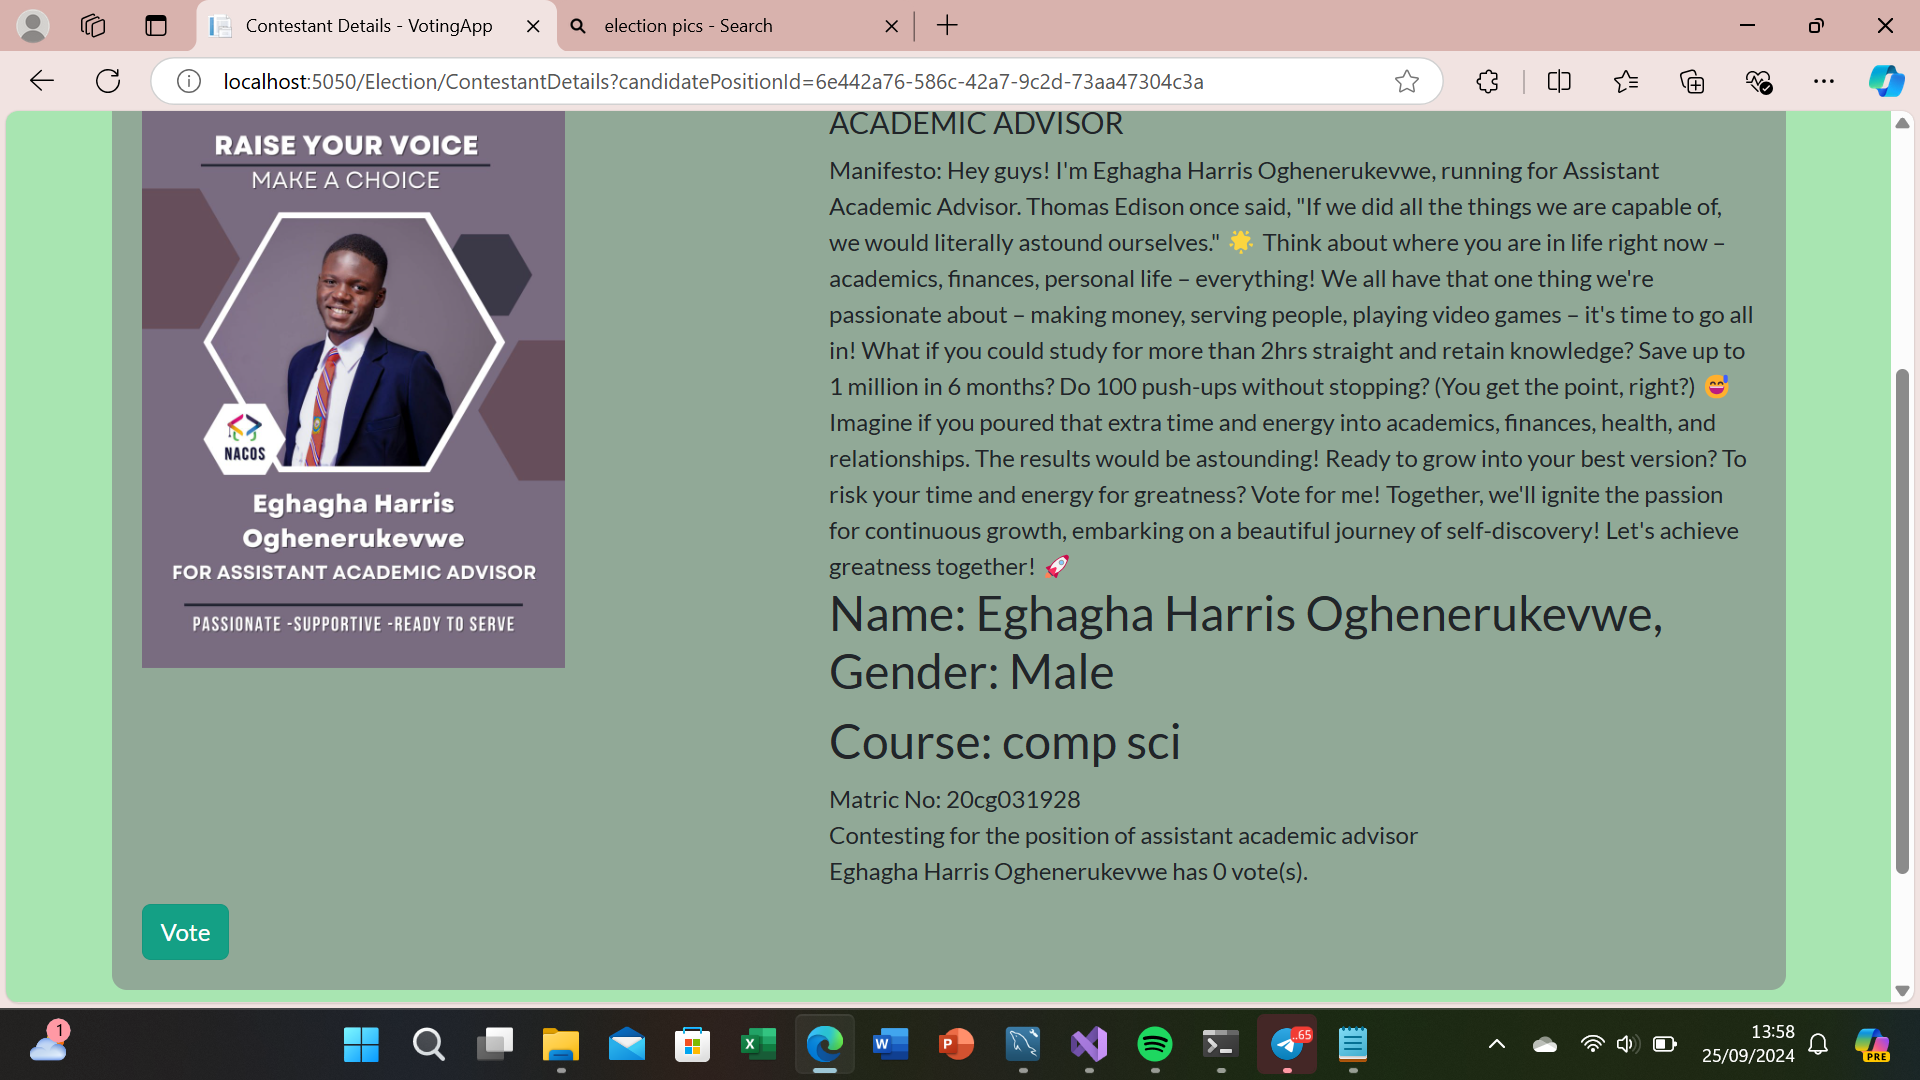 Contestant Details - VotingApp
election pics - Search
localhost:5050/Election/ContestantDetails?candidatePositionId=6e442a76-586c-42a7-9c2d-73aa47304c3a
RAISE YOUR VOICE
MAKE A CHOICE
NACOS
Eghagha Harris
Oghenerukevwe
FOR ASSISTANT ACADEMIC ADVISOR
PASSIONATE -SUPPORTIVE -READY TO SERVE
ACADEMIC ADVISOR
Manifesto: Hey guys! I'm Eghagha Harris Oghenerukevwe, running for Assistant
Academic Advisor. Thomas Edison once said, "If we did all the things we are capable of,
we would literally astound ourselves." 🌟 Think about where you are in life right now –
academics, finances, personal life – everything! We all have that one thing we're
passionate about – making money, serving people, playing video games – it's time to go all
in! What if you could study for more than 2hrs straight and retain knowledge? Save up to
1 million in 6 months? Do 100 push-ups without stopping? (You get the point, right?) 😅
Imagine if you poured that extra time and energy into academics, finances, health, and
relationships. The results would be astounding! Ready to grow into your best version? To
risk your time and energy for greatness? Vote for me! Together, we'll ignite the passion
for continuous growth, embarking on a beautiful journey of self-discovery! Let's achieve
greatness together! 🚀
Name: Eghagha Harris Oghenerukevwe,
Gender: Male
Course: comp sci
Matric No: 20cg031928
Contesting for the position of assistant academic advisor
Eghagha Harris Oghenerukevwe has 0 vote(s).
Vote
1
X
W
P
..65
13:58
25/09/2024
PRE